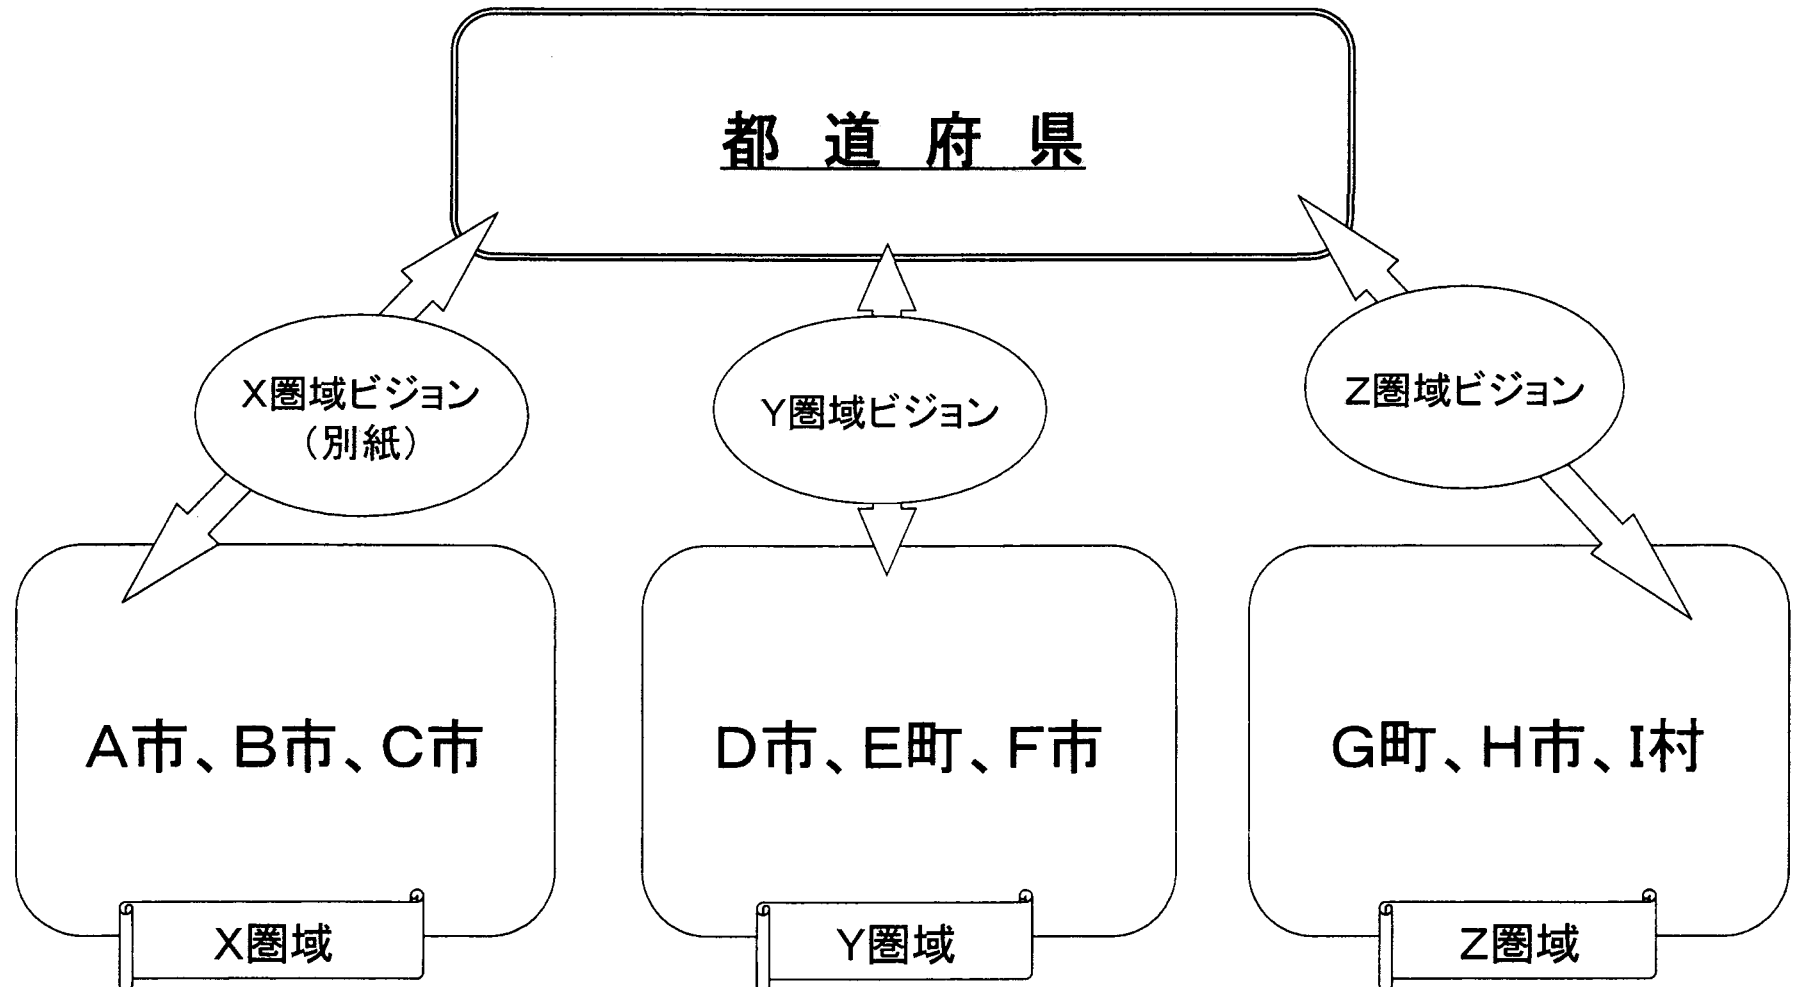 都 道 府 県
X圏域ビジョン
（別紙）
Y圏域ビジョン
Z圏域ビジョン
A市、B市、C市
D市、E町、F市
G町、H市、I村
X圏域
Y圏域
Z圏域